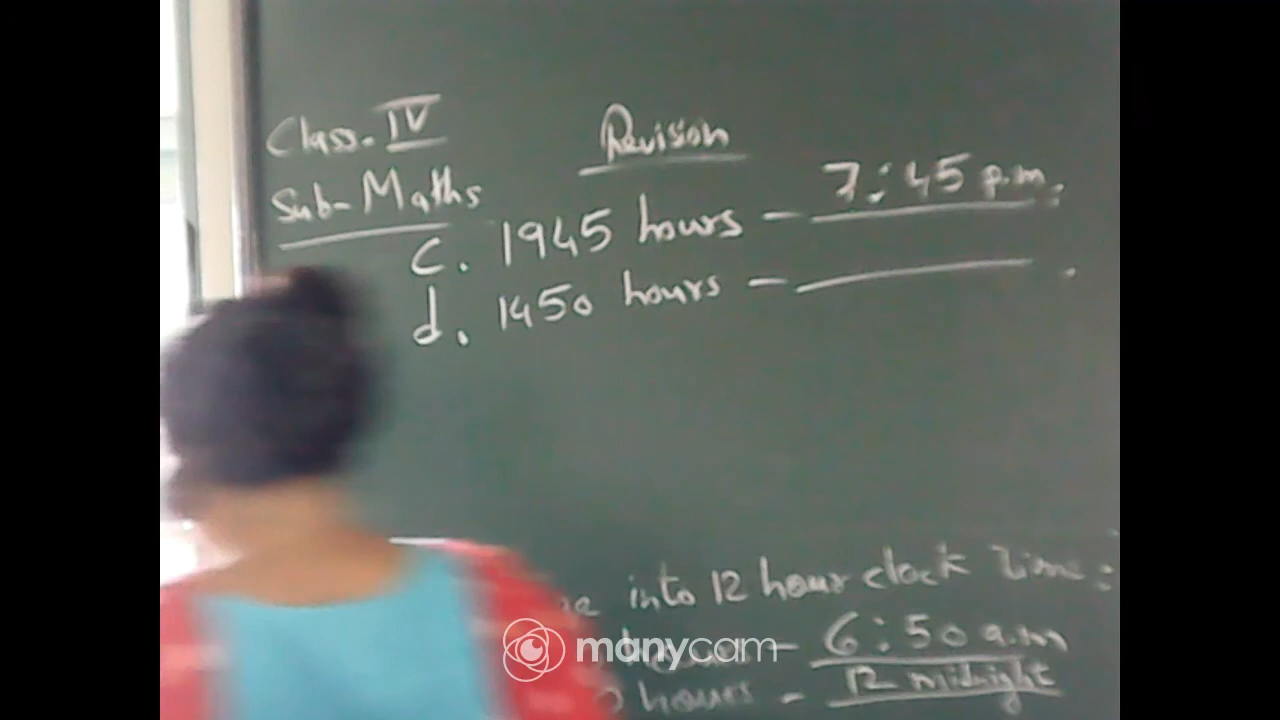 Class- IV
Revision
Sub- Maths
c. 1945 hours - 7:45 p.m.
d. 1450 hours - .
into 12 hour clock time:
- 6:50 a.m
hours - 12 midnight
manycam